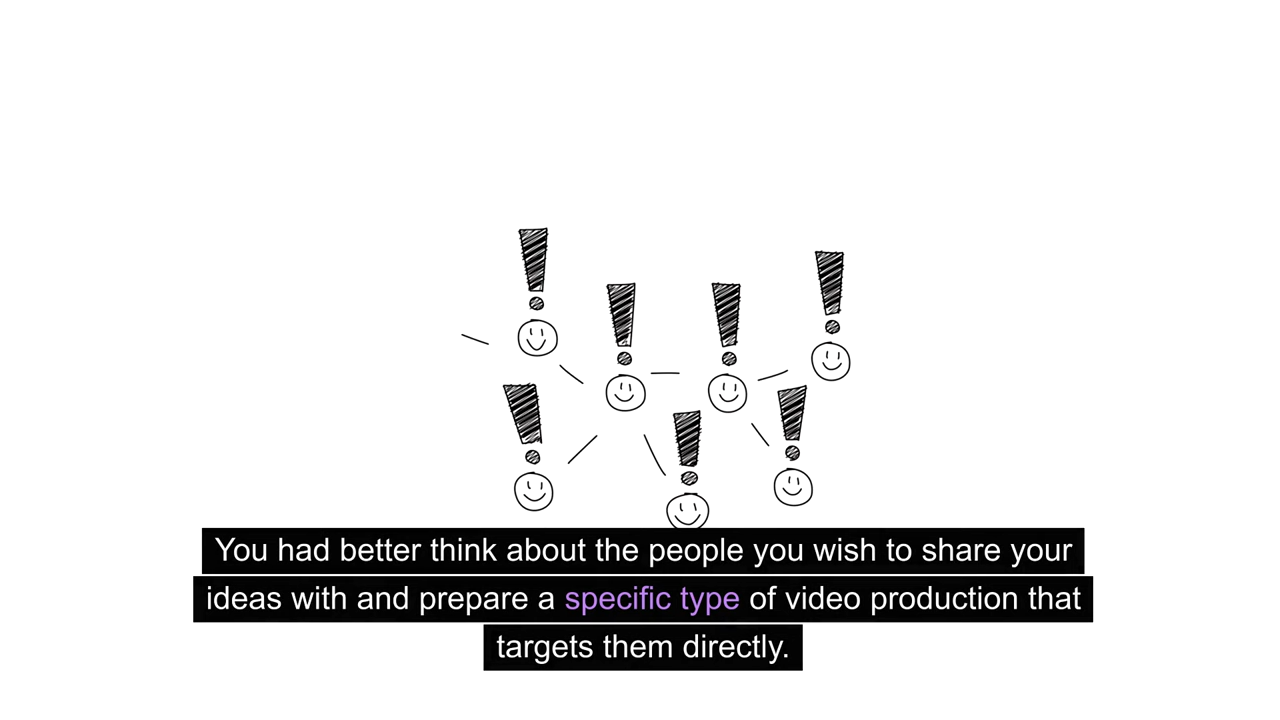 You had better think about the people you wish to share your
ideas with and prepare a specific type of video production that
targets them directly.